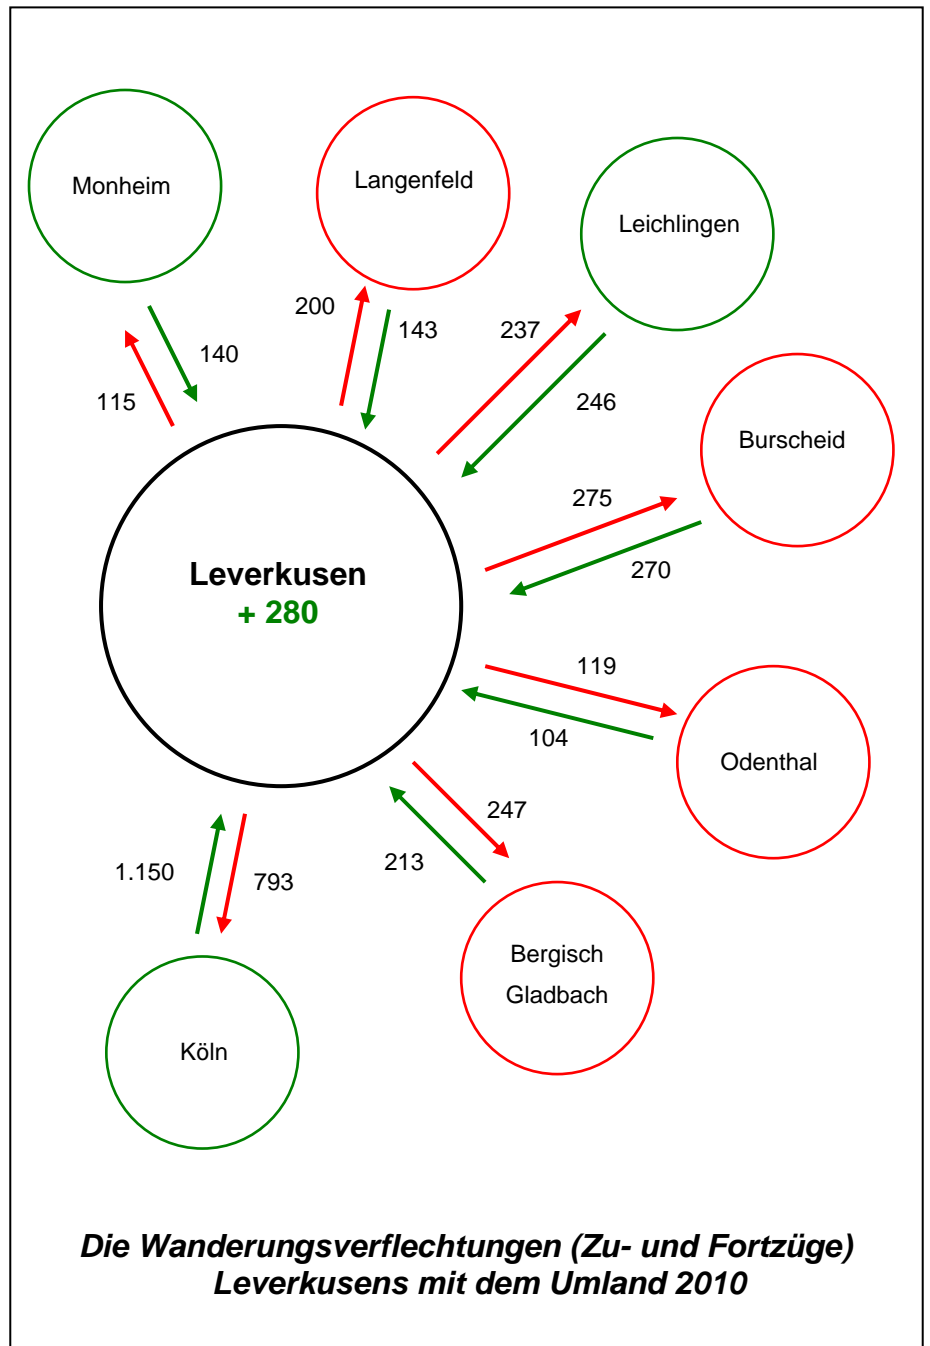 Monheim
Langenfeld
Leichlingen
200
143
237
140
115
246
Burscheid
275
270
Leverkusen
+ 280
119
104
Odenthal
247
213
1.150
793
Bergisch
Gladbach
Köln
Die Wanderungsverflechtungen (Zu- und Fortzüge)
Leverkusens mit dem Umland 2010